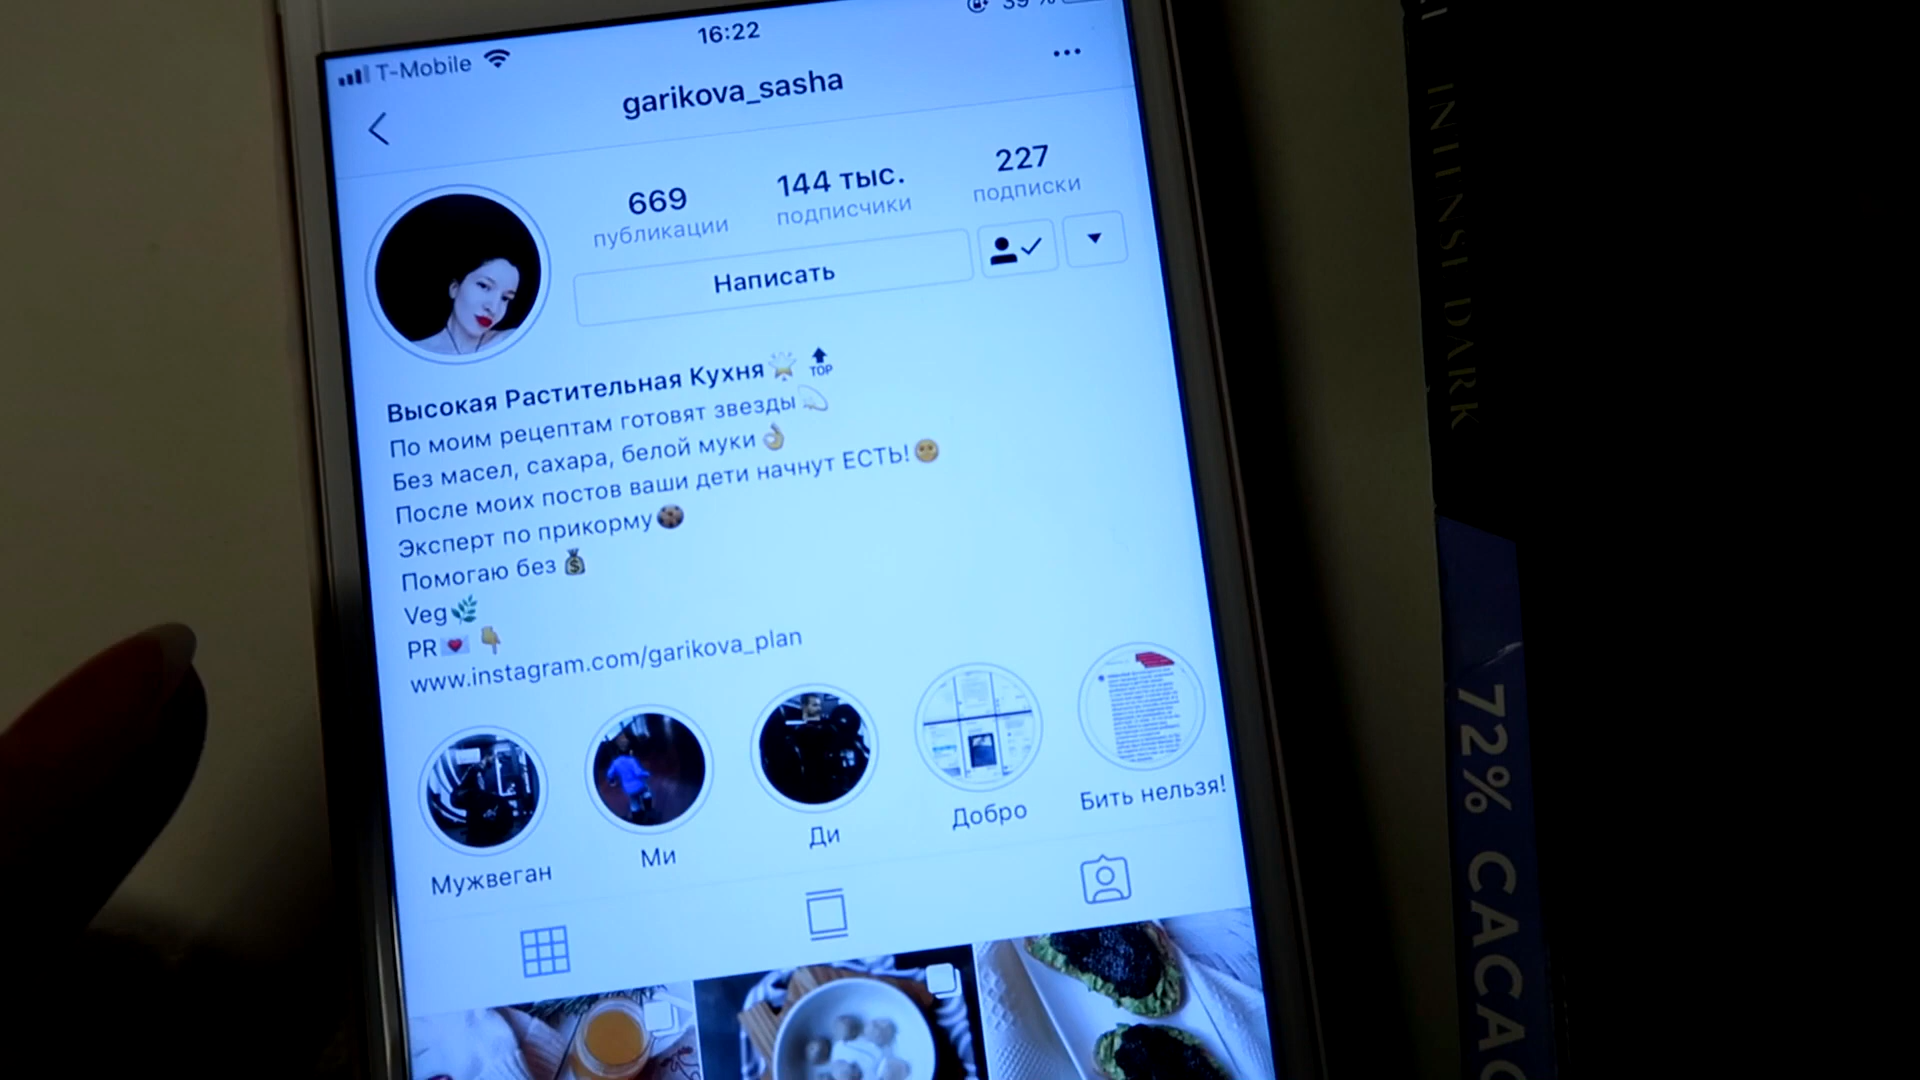 T-Mobile
16:22
39 %
garikova_sasha
669
публикации
144 тыс.
подписчики
227
подписки
Написать
Высокая Растительная Кухня
TOP
По моим рецептам готовят звезды
Без масел, сахара, белой муки
После моих постов ваши дети начнут ЕСТЬ!
Эксперт по прикорму
Помогаю без
Veg
PR
www.instagram.com/garikova_plan
Мужвеган
Ми
Ди
Добро
Бить нельзя!
DARK
72% CACAO